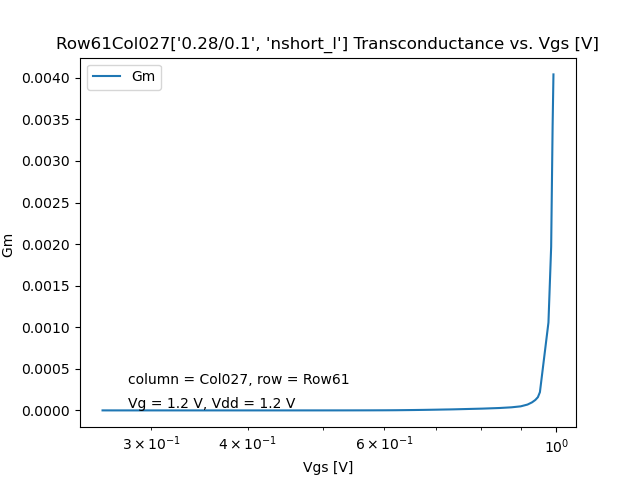 Row61Col027['0.28/0.1', 'nshort_l'] Transconductance vs. Vgs [V]
Gm
0.0040
0.0035
0.0030
0.0025
0.0020
0.0015
0.0010
0.0005
0.0000
Gm
column = Col027, row = Row61
Vg = 1.2 V, Vdd = 1.2 V
3 × 10⁻¹
4 × 10⁻¹
6 × 10⁻¹
10⁰
Vgs [V]